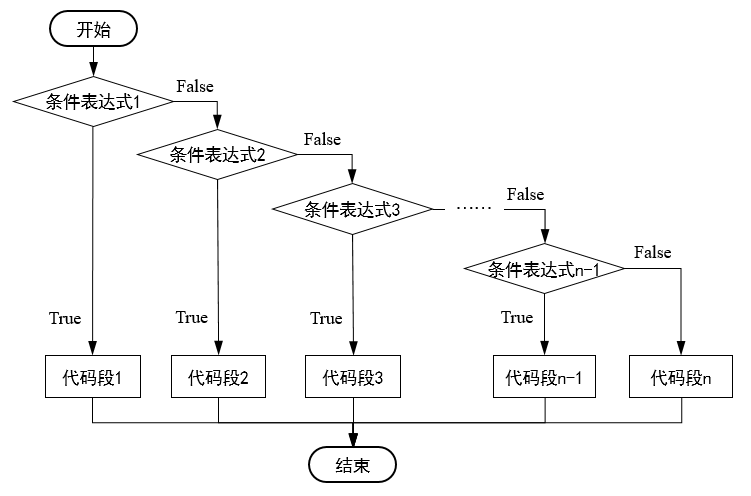 开始
条件表达式1
False
条件表达式2
False
条件表达式3
……
False
条件表达式n-1
False
True
True
True
True
代码段1
代码段2
代码段3
代码段n-1
代码段n
结束